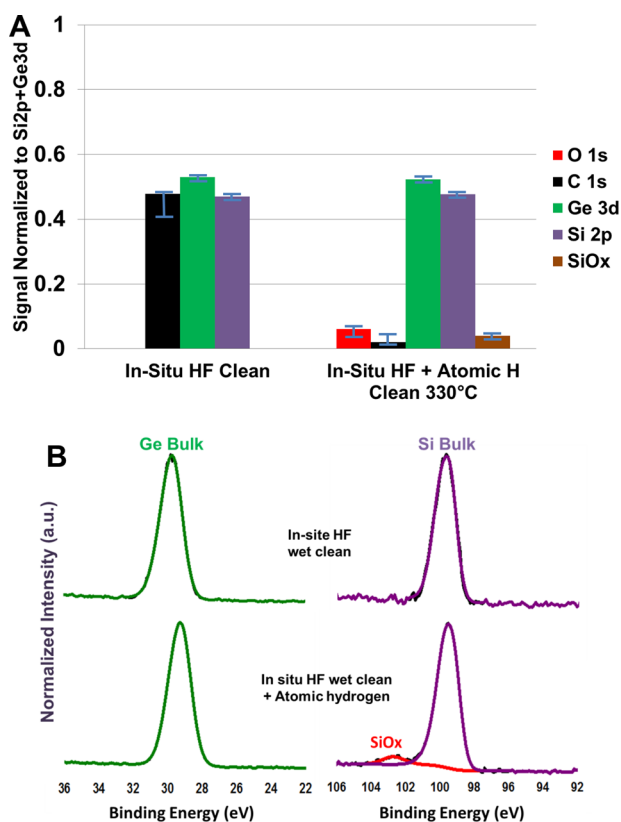 A
Signal Normalized to Si2p+Ge3d
1
0.8
0.6
0.4
0.2
0
In-Situ HF Clean
In-Situ HF + Atomic H
Clean 330°C
O 1s
C 1s
Ge 3d
Si 2p
SiOx
B
Normalized Intensity (a.u.)
Ge Bulk
Si Bulk
In-site HF
wet clean
In situ HF wet clean
+ Atomic hydrogen
SiOx
36 34 32 30 28 26 24 22
106 104 102 100 98 96 94 92
Binding Energy (eV)
Binding Energy (eV)